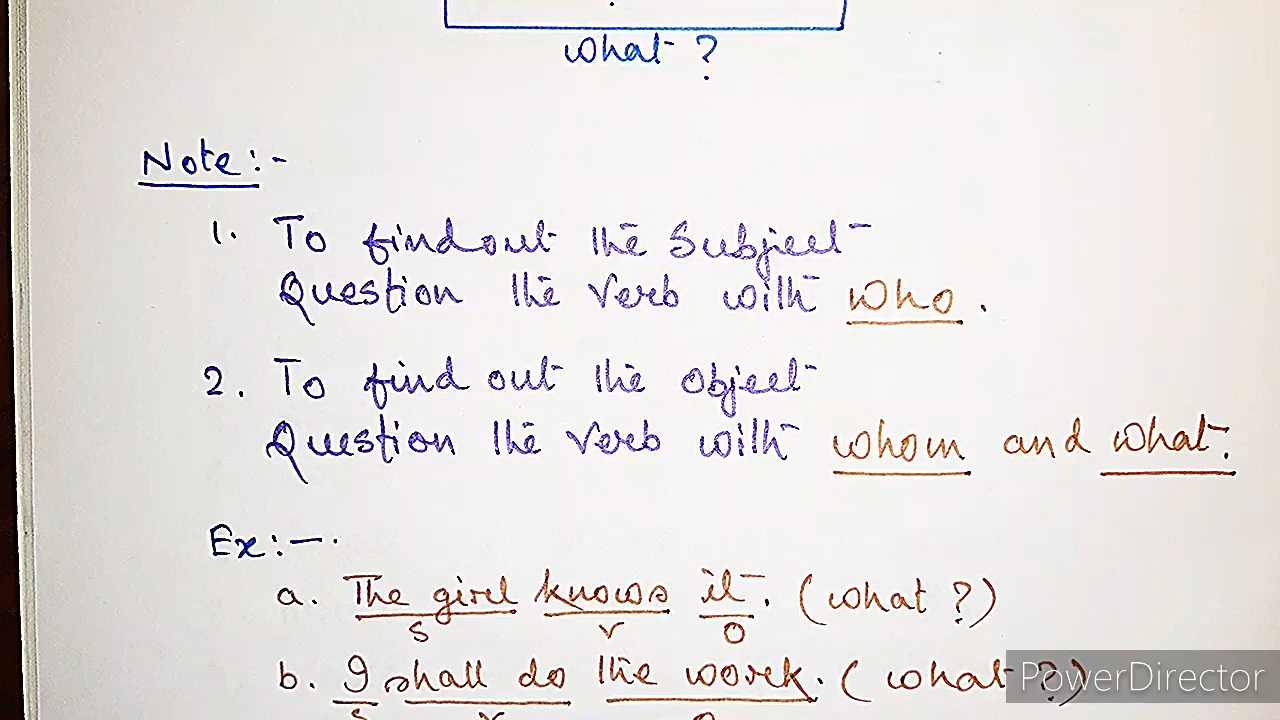 what ?
Note:-
1. To findout the Subject
Question the verb with who.
2. To find out the object
Question the verb with whom and what.
Ex:-.
a. The girl knows it. (what ?)
S V O
b. I shall do the work. (what ?)
S V O
PowerDirector